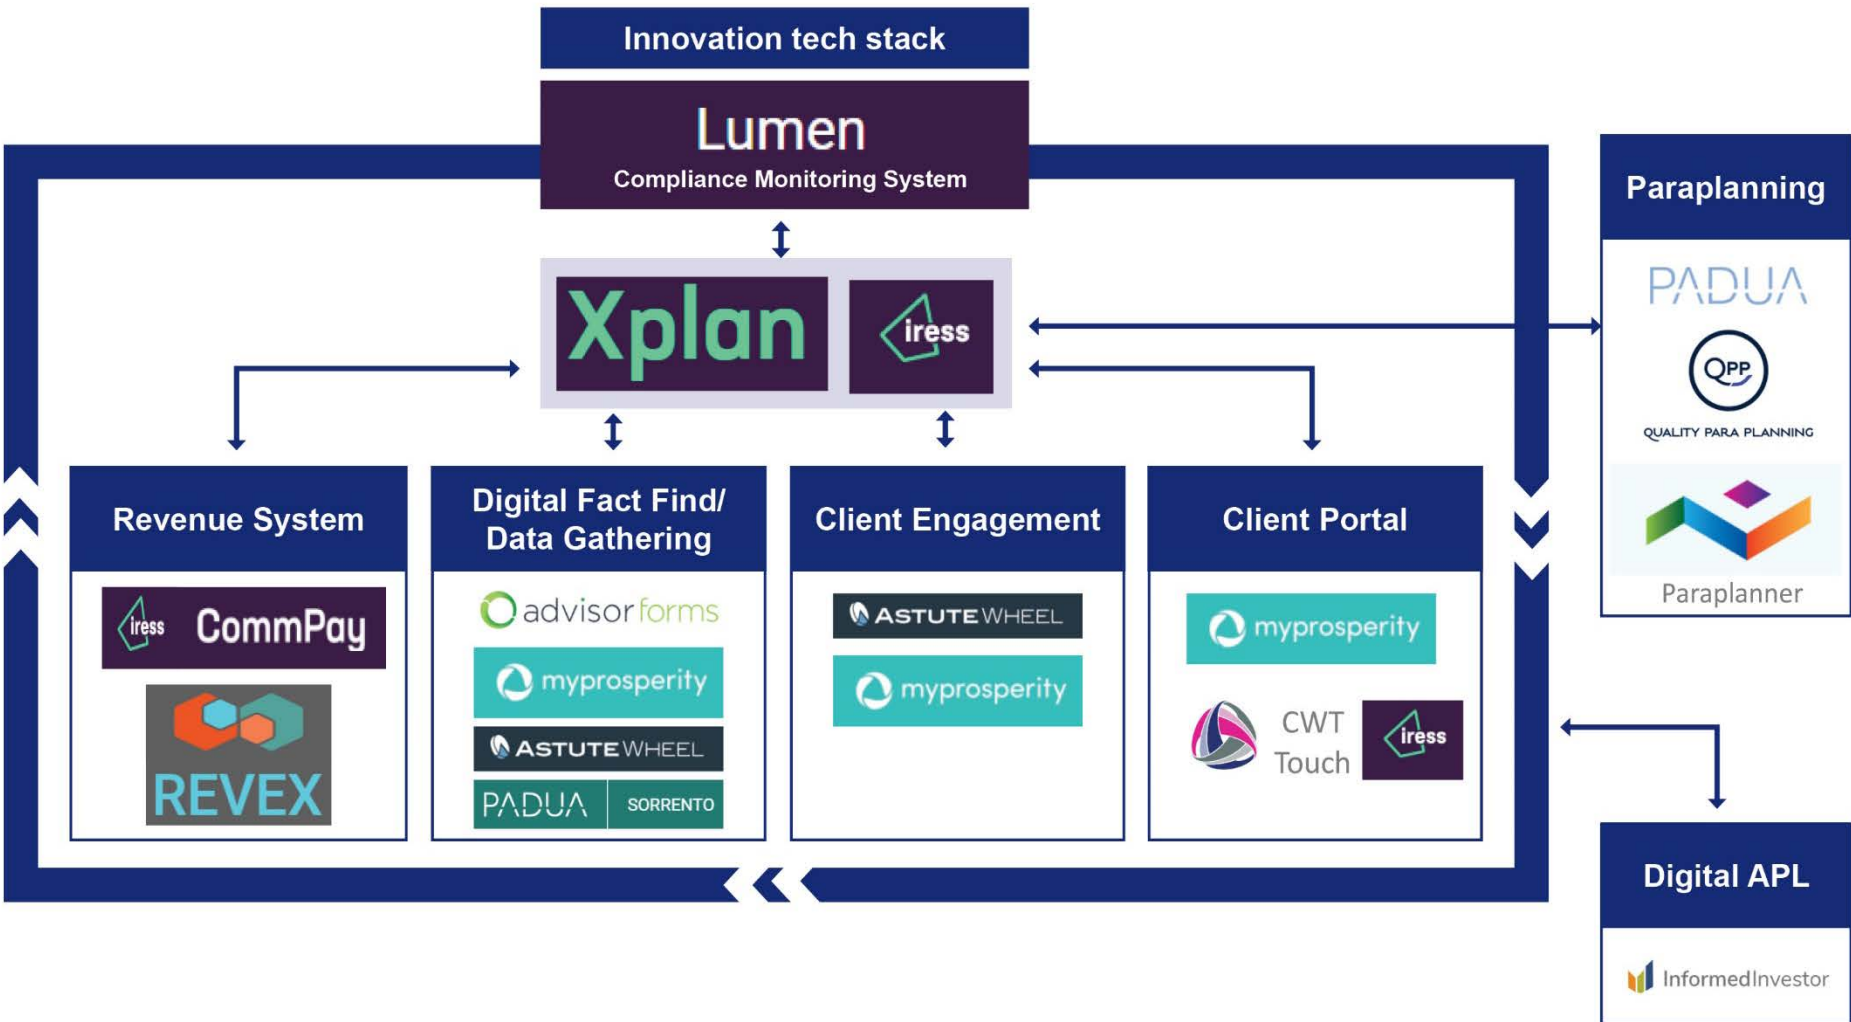 Innovation tech stack
Lumen
Compliance Monitoring System
Xplan
iress
Paraplanning
PADUA
QPP
QUALITY PARA PLANNING
Paraplanner
Revenue System
iress CommPay
REVEX
Digital Fact Find/
Data Gathering
advisorforms
myprosperity
ASTUTEWHEEL
PADUA SORRENTO
Client Engagement
ASTUTEWHEEL
myprosperity
Client Portal
myprosperity
CWT
Touch
iress
Digital APL
InformedInvestor